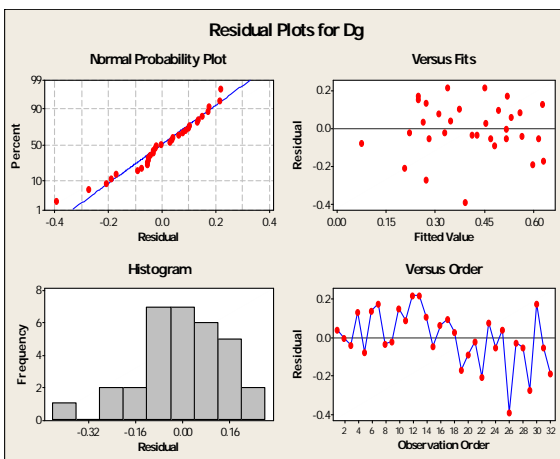 Residual Plots for Dg
Normal Probability Plot
Versus Fits
99
90
50
10
1
Percent
-0.4 -0.2 0.0 0.2 0.4
Residual
0.2
0.0
-0.2
-0.4
Residual
0.00 0.15 0.30 0.45 0.60
Fitted Value
Histogram
Versus Order
8
6
4
2
0
Frequency
-0.32 -0.16 0.00 0.16
Residual
0.2
0.0
-0.2
-0.4
Residual
2 4 6 8 10 12 14 16 18 20 22 24 26 28 30 32
Observation Order